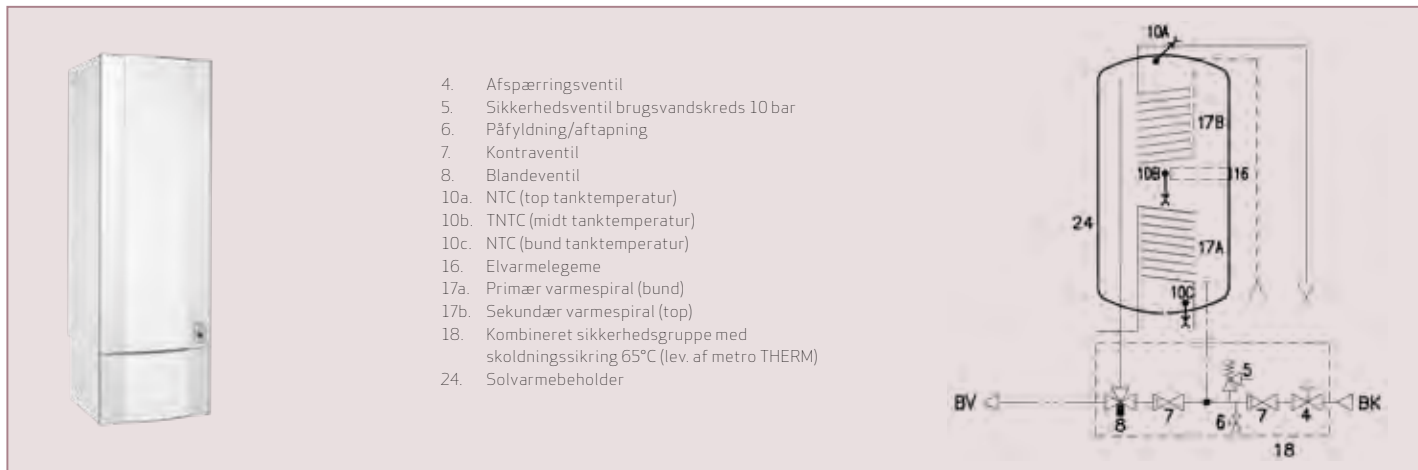 4. Afspærringsventil
5. Sikkerhedsventil brugsvandskreds 10 bar
6. Påfyldning/aftapning
7. Kontraventil
8. Blandeventil
10a. NTC (top tanktemperatur)
10b. TNTC (midt tanktemperatur)
10c. NTC (bund tanktemperatur)
16. Elvarmelegeme
17a. Primær varmespiral (bund)
17b. Sekundær varmespiral (top)
18. Kombineret sikkerhedsgruppe med
skoldningssikring 65°C (lev. af metro THERM)
24. Solvarmebeholder
10A
17B
10B
16
24
17A
10C
5
BV
BK
8
7
6
7
4
18